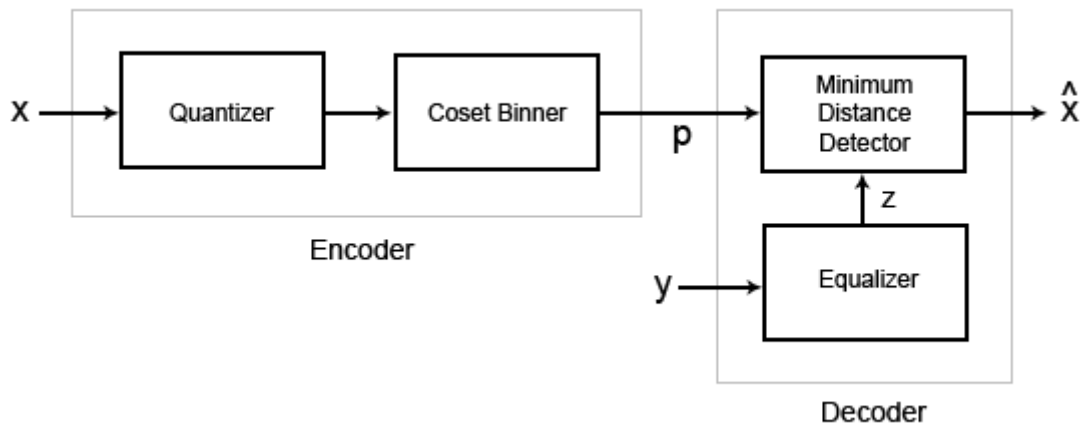 x
Quantizer
Coset Binner
p
Minimum
Distance
Detector
x̂
z
Encoder
y
Equalizer
Decoder